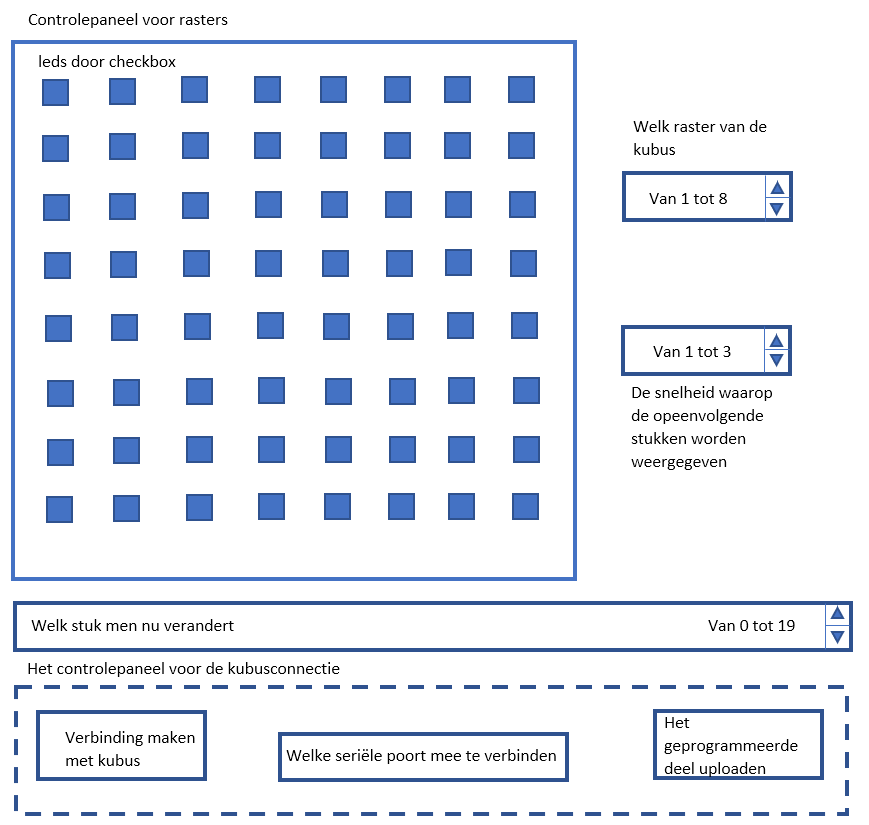 Controlepaneel voor rasters
leds door checkbox
Welk raster van de
kubus
Van 1 tot 8
Van 1 tot 3
De snelheid waarop
de opeenvolgende
stukken worden
weergegeven
Welk stuk men nu verandert
Van 0 tot 19
Het controlepaneel voor de kubusconnectie
Verbinding maken
met kubus
Welke seriële poort mee te verbinden
Het
geprogrammeerde
deel uploaden